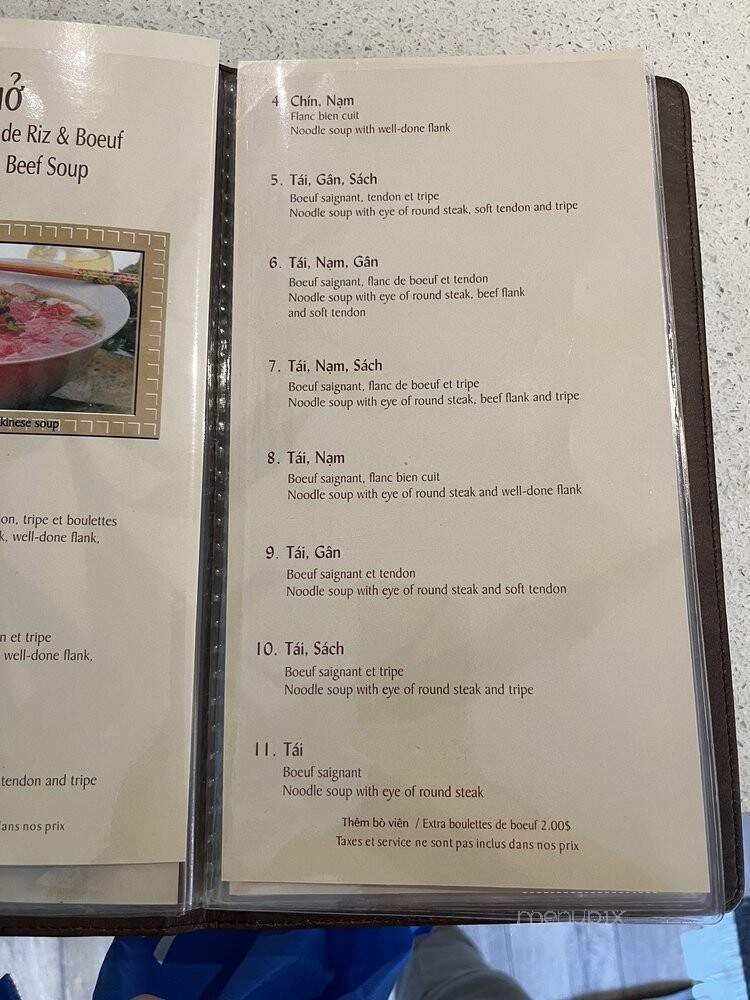 de Riz & Boeuf
Beef Soup
kinese soup
on, tripe et boulettes
k, well-done flank,
n et tripe
well-done flank,
tendon and tripe
dans nos prix
4 Chín, Nạm
Flanc bien cuit
Noodle soup with well-done flank
5. Tái, Gân, Sách
Boeuf saignant, tendon et tripe
Noodle soup with eye of round steak, soft tendon and tripe
6. Tái, Nạm, Gân
Boeuf saignant, flanc de boeuf et tendon
Noodle soup with eye of round steak, beef flank
and soft tendon
7. Tái, Nạm, Sách
Boeuf saignant, flanc de boeuf et tripe
Noodle soup with eye of round steak, beef flank and tripe
8. Tái, Nạm
Boeuf saignant, flanc bien cuit
Noodle soup with eye of round steak and well-done flank
9. Tái, Gân
Boeuf saignant et tendon
Noodle soup with eye of round steak and soft tendon
10. Tái, Sách
Boeuf saignant et tripe
Noodle soup with eye of round steak and tripe
11. Tái
Boeuf saignant
Noodle soup with eye of round steak
Thêm bò viên / Extra boulettes de boeuf 2.00$
Taxes et service ne sont pas inclus dans nos prix
menupix